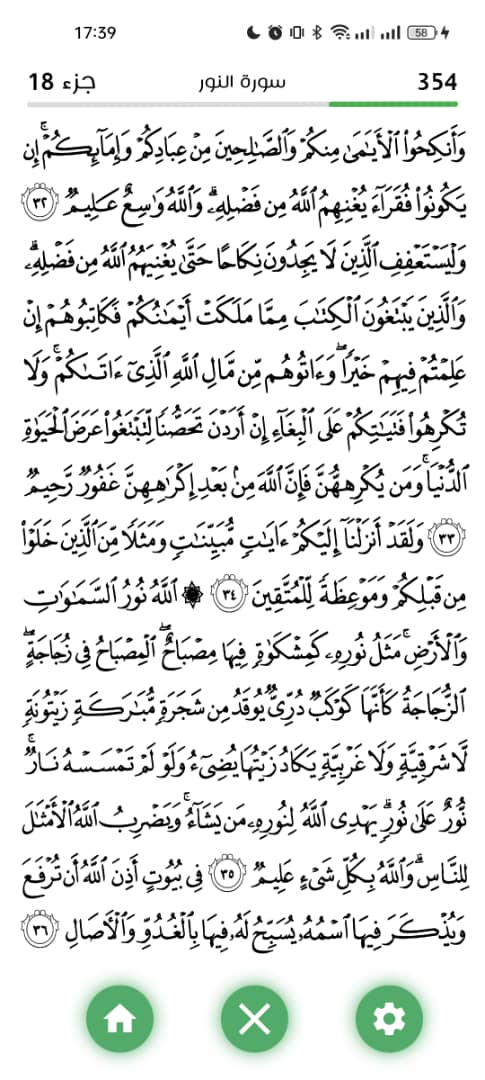 17:39
58
354 سورة النور جزء 18
وَأَنكِحُوا۟ ٱلْأَيَـٰمَىٰ مِنكُمْ وَٱلصَّـٰلِحِينَ مِنْ عِبَادِكُمْ وَإِمَآئِكُمْ ۚ إِن
يَكُونُوا۟ فُقَرَآءَ يُغْنِهِمُ ٱللَّهُ مِن فَضْلِهِۦ ۗ وَٱللَّهُ وَٰسِعٌ عَلِيمٌ ٣٢
وَلْيَسْتَعْفِفِ ٱلَّذِينَ لَا يَجِدُونَ نِكَاحًا حَتَّىٰ يُغْنِيَهُمُ ٱللَّهُ مِن فَضْلِهِۦ ۗ
وَٱلَّذِينَ يَبْتَغُونَ ٱلْكِتَـٰبَ مِمَّا مَلَكَتْ أَيْمَـٰنُكُمْ فَكَاتِبُوهُمْ إِنْ
عَلِمْتُمْ فِيهِمْ خَيْرًا ۖ وَءَاتُوهُم مِّن مَّالِ ٱللَّهِ ٱلَّذِىٓ ءَاتَىٰكُمْ ۚ وَلَا
تُكْرِهُوا۟ فَتَيَـٰتِكُمْ عَلَى ٱلْبِغَآءِ إِنْ أَرَدْنَ تَحَصُّنًا لِّتَبْتَغُوا۟ عَرَضَ ٱلْحَيَوٰةِ
ٱلدُّنْيَا ۚ وَمَن يُكْرِههُّنَّ فَإِنَّ ٱللَّهَ مِنۢ بَعْدِ إِكْرَٰهِهِنَّ غَفُورٌ رَّحِيمٌ
٣٣ وَلَقَدْ أَنزَلْنَآ إِلَيْكُمْ ءَايَـٰتٍ مُّبَيِّنَـٰتٍ وَمَثَلًا مِّنَ ٱلَّذِينَ خَلَوْا۟
مِن قَبْلِكُمْ وَمَوْعِظَةً لِّلْمُتَّقِينَ ٣٤ ۞ ٱللَّهُ نُورُ ٱلسَّمَـٰوَٰتِ
وَٱلْأَرْضِ ۚ مَثَلُ نُورِهِۦ كَمِشْكَوٰةٍ فِيهَا مِصْبَاحٌ ۖ ٱلْمِصْبَاحُ فِى زُجَاجَةٍ ۖ
ٱلزُّجَاجَةُ كَأَنَّهَا كَوْكَبٌ دُرِّىٌّ يُوقَدُ مِن شَجَرَةٍ مُّبَـٰرَكَةٍ زَيْتُونَةٍ
لَّا شَرْقِيَّةٍ وَلَا غَرْبِيَّةٍ يَكَادُ زَيْتُهَا يُضِىٓءُ وَلَوْ لَمْ تَمْسَسْهُ نَارٌ ۚ
نُّورٌ عَلَىٰ نُورٍ ۗ يَهْدِى ٱللَّهُ لِنُورِهِۦ مَن يَشَآءُ ۚ وَيَضْرِبُ ٱللَّهُ ٱلْأَمْثَـٰلَ
لِلنَّاسِ ۗ وَٱللَّهُ بِكُلِّ شَىْءٍ عَلِيمٌ ٣٥ فِى بُيُوتٍ أَذِنَ ٱللَّهُ أَن تُرْفَعَ
وَيُذْكَرَ فِيهَا ٱسْمُهُۥ يُسَبِّحُ لَهُۥ فِيهَا بِٱلْغُدُوِّ وَٱلْـَٔاصَالِ ٣٦